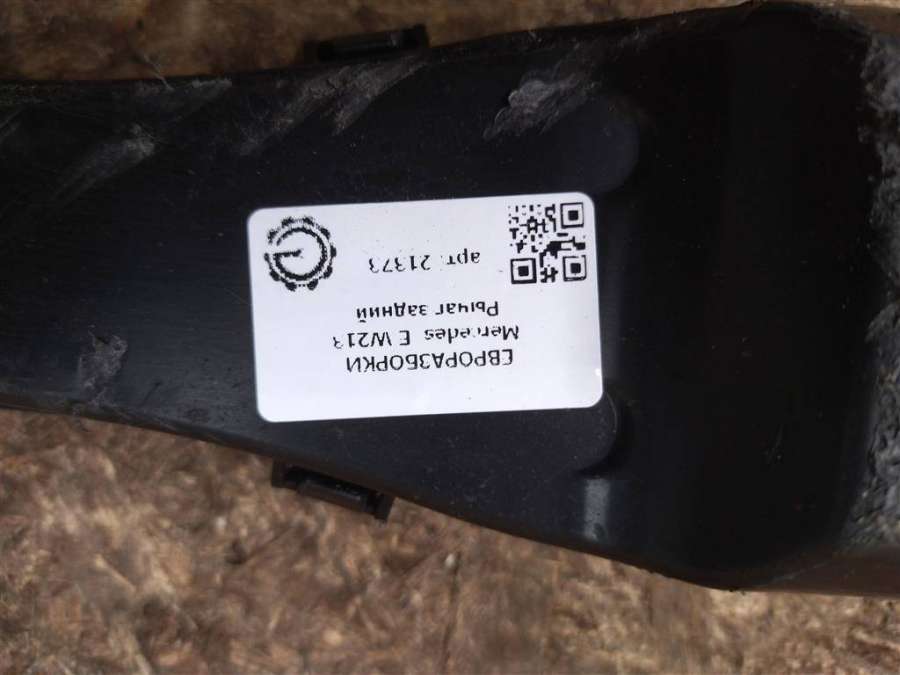 ЕВРОРАЗБОРКИ
Mercedes E W213
Рычаг задний
арт. 21373